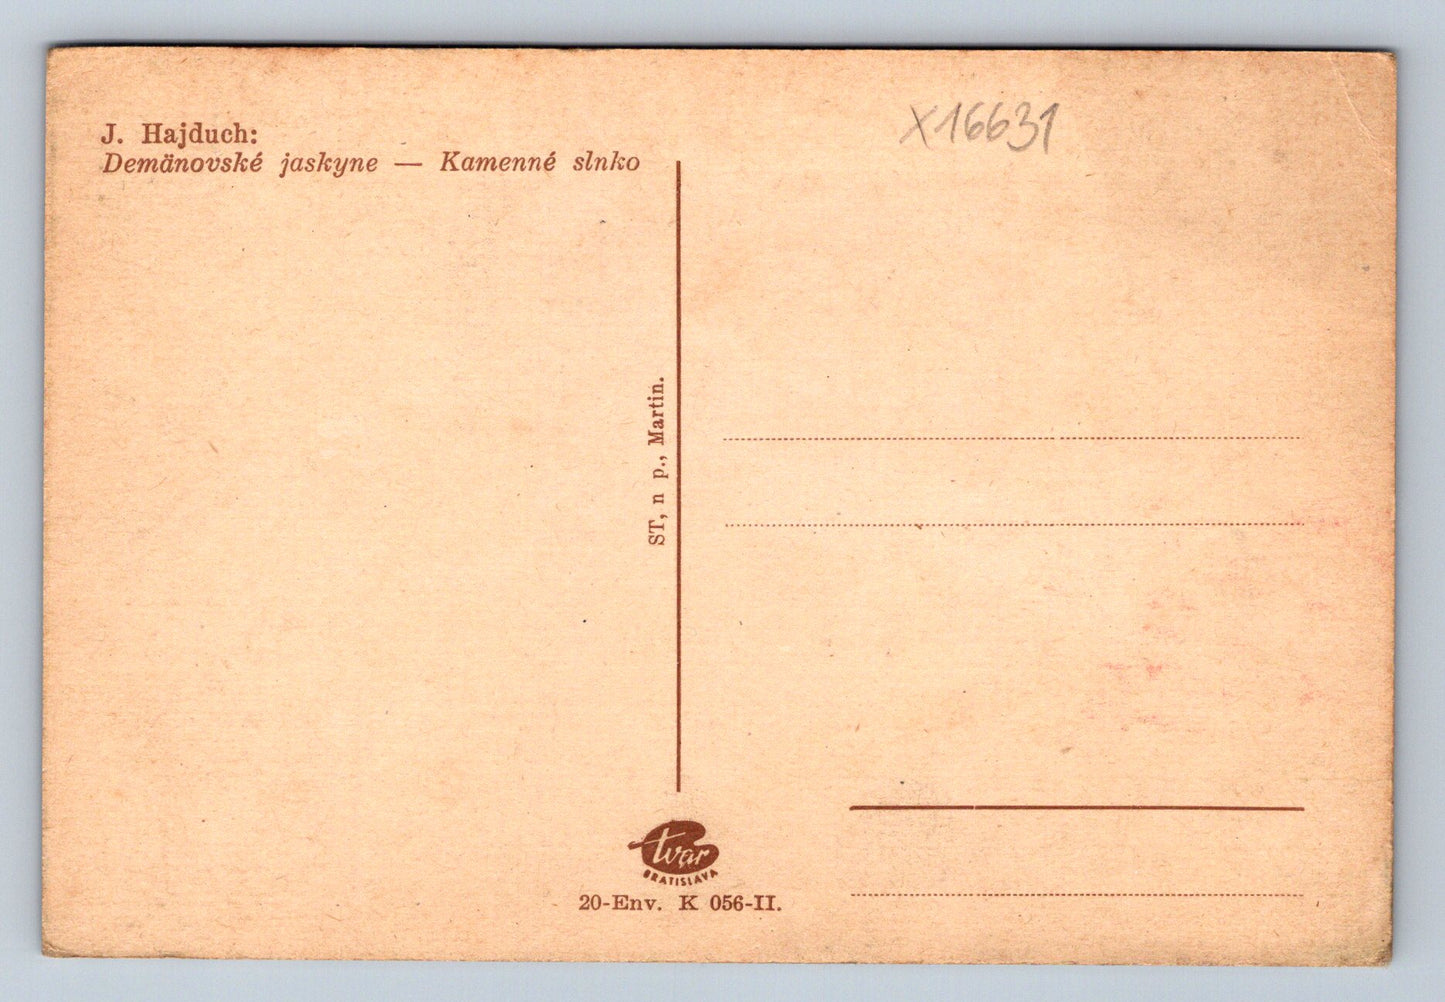 J. Hajduch:
Demänovské jaskyne — Kamenné slnko
X16631
ST, n p., Martin.
tvar
BRATISLAVA
20-Env. K 056-II.